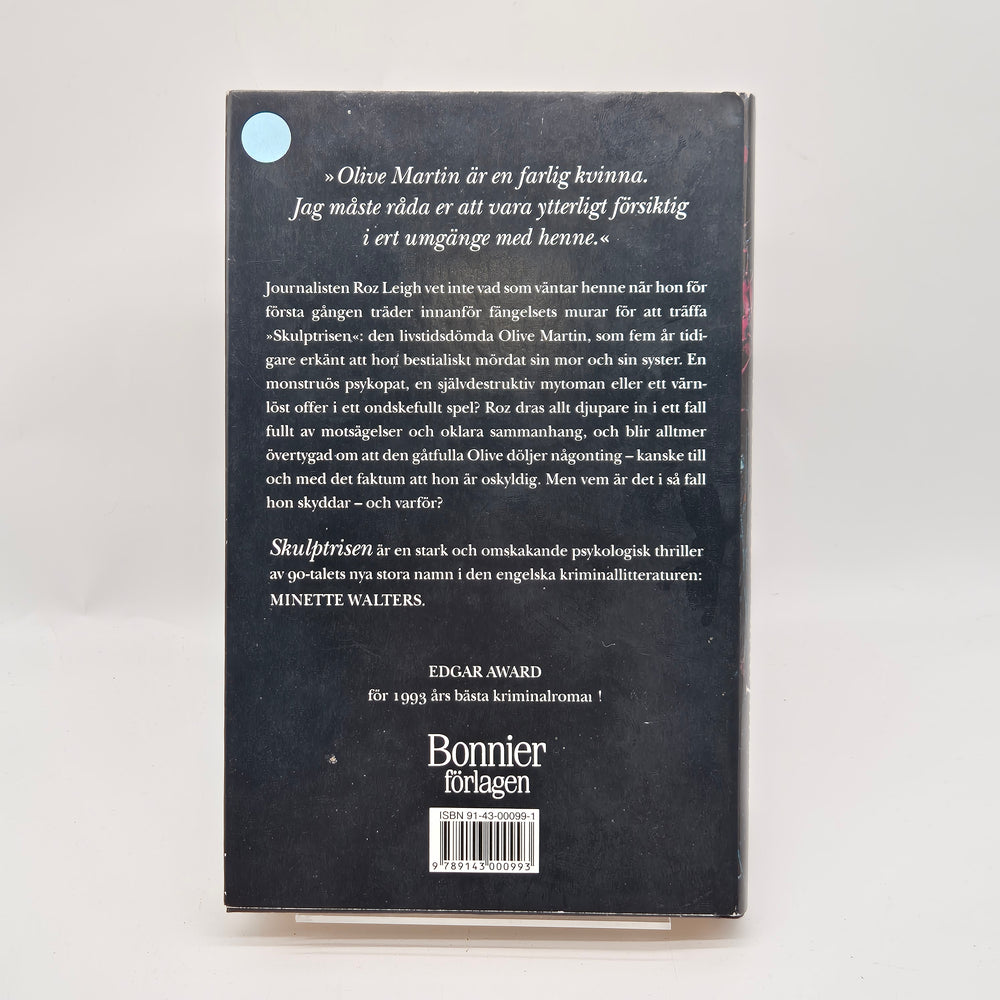 »Olive Martin är en farlig kvinna.
Jag måste råda er att vara ytterligt försiktig
i ert umgänge med henne.«
Journalisten Roz Leigh vet inte vad som väntar henne när hon för
första gången träder innanför fängelsets murar för att träffa
»Skulptrisen«: den livstidsdömda Olive Martin, som fem år tidi-
gare erkänt att hon bestialiskt mördat sin mor och sin syster. En
monstruös psykopat, en självdestruktiv mytoman eller ett värn-
löst offer i ett ondskefullt spel? Roz dras allt djupare in i ett fall
fullt av motsägelser och oklara sammanhang, och blir alltmer
övertygad om att den gåtfulla Olive döljer någonting – kanske till
och med det faktum att hon är oskyldig. Men vem är det i så fall
hon skyddar – och varför?
Skulptrisen är en stark och omskakande psykologisk thriller
av 90-talets nya stora namn i den engelska kriminallitteraturen:
MINETTE WALTERS.
EDGAR AWARD
för 1993 års bästa kriminalroman!
Bonnier
förlagen
ISBN 91-43-00099-1
9 789143 000993